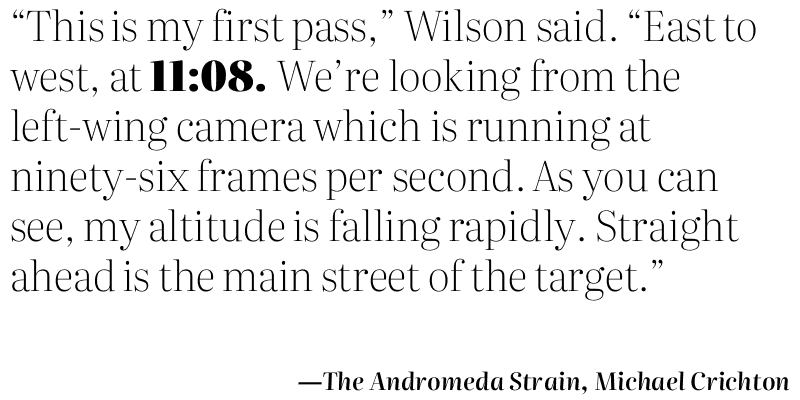 “This is my first pass,” Wilson said. “East to
west, at 11:08. We’re looking from the
left-wing camera which is running at
ninety-six frames per second. As you can
see, my altitude is falling rapidly. Straight
ahead is the main street of the target.”
—The Andromeda Strain, Michael Crichton